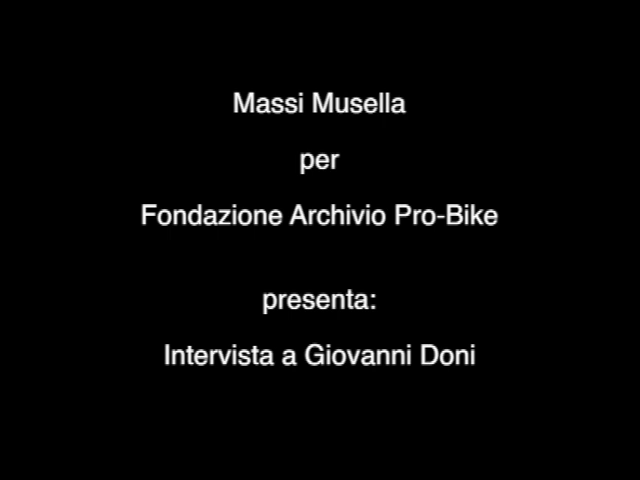 Massi Musella
per
Fondazione Archivio Pro-Bike
presenta:
Intervista a Giovanni Doni